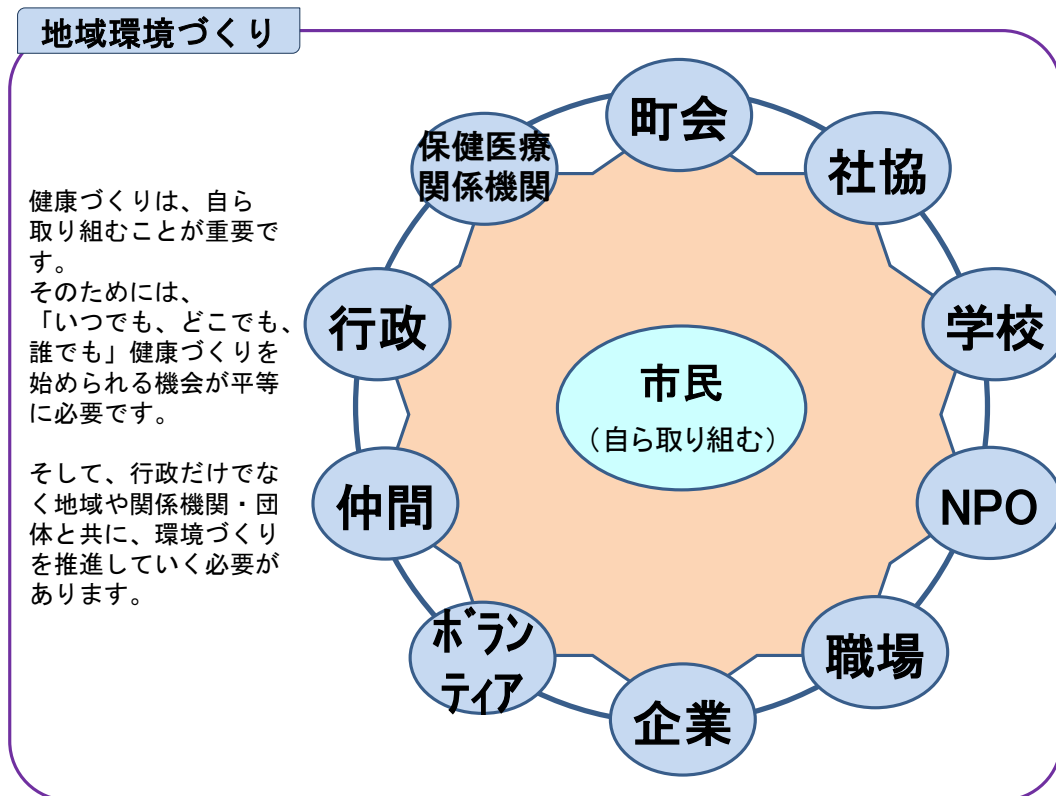 地域環境づくり
健康づくりは、自ら
取り組むことが重要で
す。
そのためには、
「いつでも、どこでも、
誰でも」健康づくりを
始められる機会が平等
に必要です。
そして、行政だけでな
く地域や関係機関・団
体と共に、環境づくり
を推進していく必要が
あります。
町会
社協
学校
NPO
職場
企業
ﾎﾞﾗﾝ
ﾃｨｱ
仲間
行政
保健医療
関係機関
市民
（自ら取り組む）